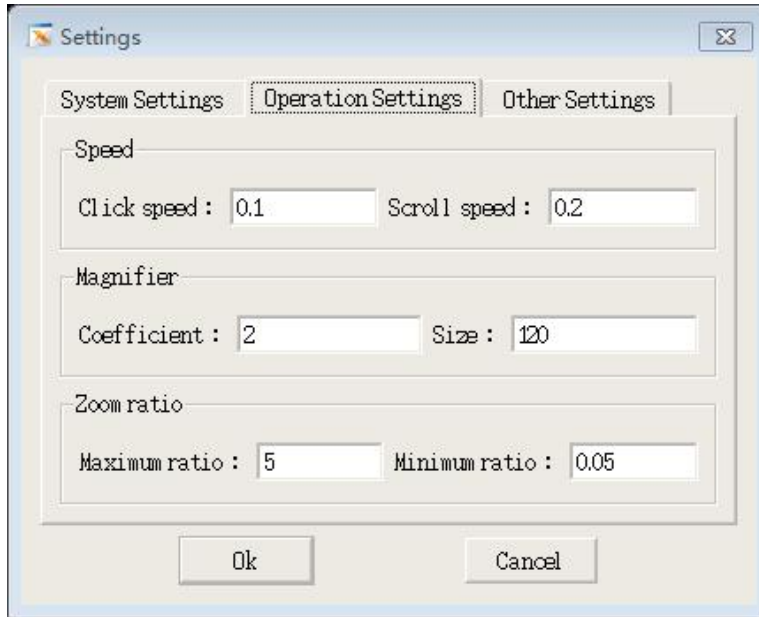 Settings
System Settings Operation Settings Other Settings
Speed
Click speed: 0.1 Scroll speed: 0.2
Magnifier
Coefficient: 2 Size: 120
Zoom ratio
Maximum ratio: 5 Minimum ratio: 0.05
Ok Cancel